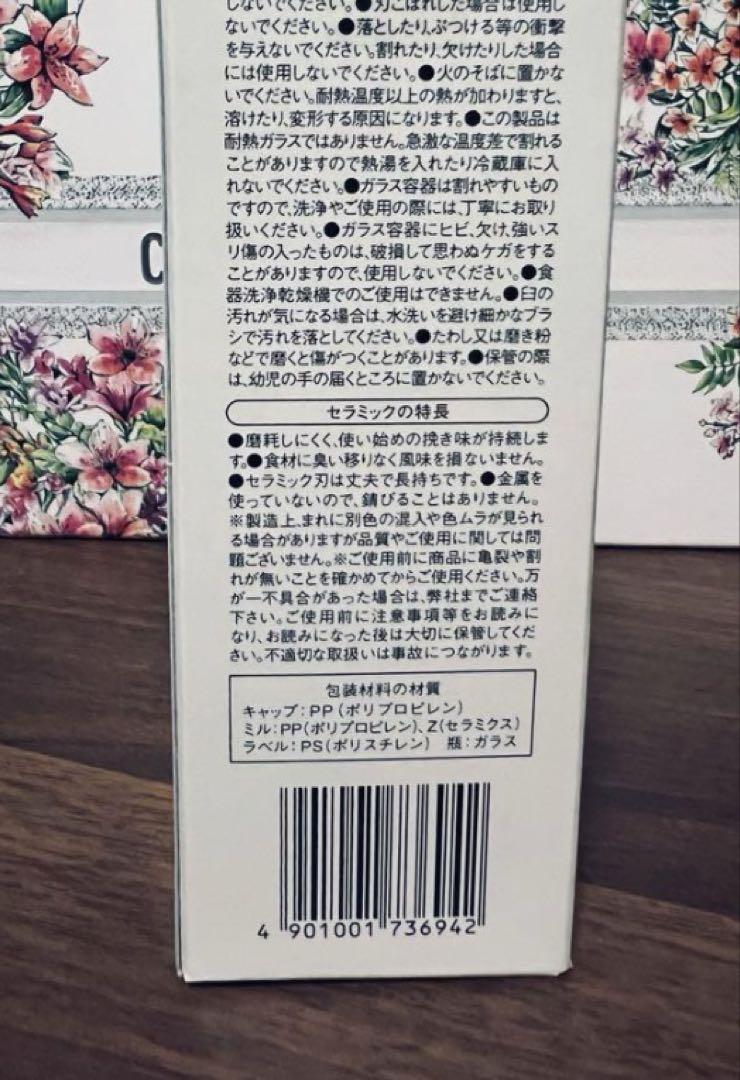 しないでください。●刃こぼれした場合は使用し
ないでください。●落としたり、ぶつける等の衝撃
を与えないでください。割れたり、欠けたりした場合
には使用しないでください。●火のそばに置かな
いでください。耐熱温度以上の熱が加わりますと、
溶けたり、変形する原因になります。●この製品は
耐熱ガラスではありません。急激な温度差で割れる
ことがありますので熱湯を入れたり冷蔵庫に入
れないでください。●ガラス容器は割れやすいもの
ですので、洗浄やご使用の際には、丁寧にお取り
扱いください。●ガラス容器にヒビ、欠け、強いス
リ傷の入ったものは、破損して思わぬケガをする
ことがありますので、使用しないでください。●食
器洗浄乾燥機でのご使用はできません。●臼の
汚れが気になる場合は、水洗いを避け細かなブラ
シで汚れを落としてください。●たわし又は磨き粉
などで磨くと傷がつくことがあります。●保管の際
は、幼児の手の届くところに置かないでください。
セラミックの特長
●磨耗しにくく、使い始めの挽き味が持続しま
す。●食材に臭い移りなく風味を損ないません。
●セラミック刃は丈夫で長持ちです。●金属を
使っていないので、錆びることはありません。
※製造上、まれに別色の混入や色ムラが見られ
る場合がありますが品質やご使用に関しては問
題ございません。※ご使用前に商品に亀裂や割
れが無いことを確かめてからご使用ください。万
が一不具合があった場合は、弊社までご連絡
下さい。ご使用前に注意事項等をお読みに
なり、お読みになった後は大切に保管してくだ
さい。不適切な取扱いは事故につながります。
包装材料の材質
キャップ:PP(ポリプロピレン)
ミル:PP(ポリプロピレン)、Z(セラミクス)
ラベル:PS(ポリスチレン) 瓶:ガラス
4 901001 736942
C